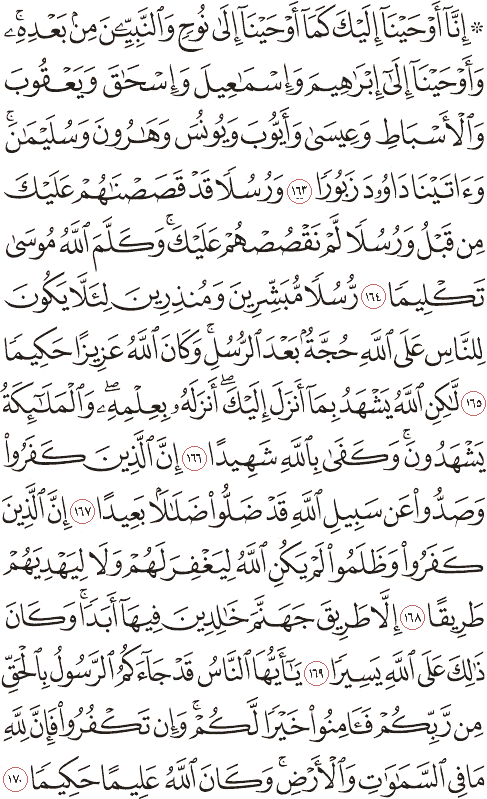 * إِنَّآ أَوْحَيْنَآ إِلَيْكَ كَمَآ أَوْحَيْنَآ إِلَىٰ نُوحٍ وَٱلنَّبِيِّـۧنَ مِنۢ بَعْدِهِۦۚ
وَأَوْحَيْنَآ إِلَىٰٓ إِبْرَٰهِيمَ وَإِسْمَـٰعِيلَ وَإِسْحَـٰقَ وَيَعْقُوبَ
وَٱلْأَسْبَاطِ وَعِيسَىٰ وَأَيُّوبَ وَيُونُسَ وَهَـٰرُونَ وَسُلَيْمَـٰنَۚ
وَءَاتَيْنَا دَاوُۥدَ زَبُورًا ١٦٣ وَرُسُلًا قَدْ قَصَصْنَـٰهُمْ عَلَيْكَ
مِن قَبْلُ وَرُسُلًا لَّمْ نَقْصُصْهُمْ عَلَيْكَۚ وَكَلَّمَ ٱللَّهُ مُوسَىٰ
تَكْلِيمًا ١٦٤ رُّسُلًا مُّبَشِّرِينَ وَمُنذِرِينَ لِئَلَّا يَكُونَ
لِلنَّاسِ عَلَى ٱللَّهِ حُجَّةٌۢ بَعْدَ ٱلرُّسُلِۚ وَكَانَ ٱللَّهُ عَزِيزًا حَكِيمًا
١٦٥ لَّـٰكِنِ ٱللَّهُ يَشْهَدُ بِمَآ أَنزَلَ إِلَيْكَۖ أَنزَلَهُۥ بِعِلْمِهِۦۖ وَٱلْمَلَـٰٓئِكَةُ
يَشْهَدُونَۚ وَكَفَىٰ بِٱللَّهِ شَهِيدًا ١٦٦ إِنَّ ٱلَّذِينَ كَفَرُوا۟
وَصَدُّوا۟ عَن سَبِيلِ ٱللَّهِ قَدْ ضَلُّوا۟ ضَلَـٰلًۢا بَعِيدًا ١٦٧ إِنَّ ٱلَّذِينَ
كَفَرُوا۟ وَظَلَمُوا۟ لَمْ يَكُنِ ٱللَّهُ لِيَغْفِرَ لَهُمْ وَلَا لِيَهْدِيَهُمْ
طَرِيقًا ١٦٨ إِلَّا طَرِيقَ جَهَنَّمَ خَـٰلِدِينَ فِيهَآ أَبَدًاۚ وَكَانَ
ذَٰلِكَ عَلَى ٱللَّهِ يَسِيرًا ١٦٩ يَـٰٓأَيُّهَا ٱلنَّاسُ قَدْ جَآءَكُمُ ٱلرَّسُولُ بِٱلْحَقِّ
مِن رَّبِّكُمْ فَـَٔامِنُوا۟ خَيْرًا لَّكُمْۚ وَإِن تَكْفُرُوا۟ فَإِنَّ لِلَّهِ
مَا فِى ٱلسَّمَـٰوَٰتِ وَٱلْأَرْضِۚ وَكَانَ ٱللَّهُ عَلِيمًا حَكِيمًا ١٧٠